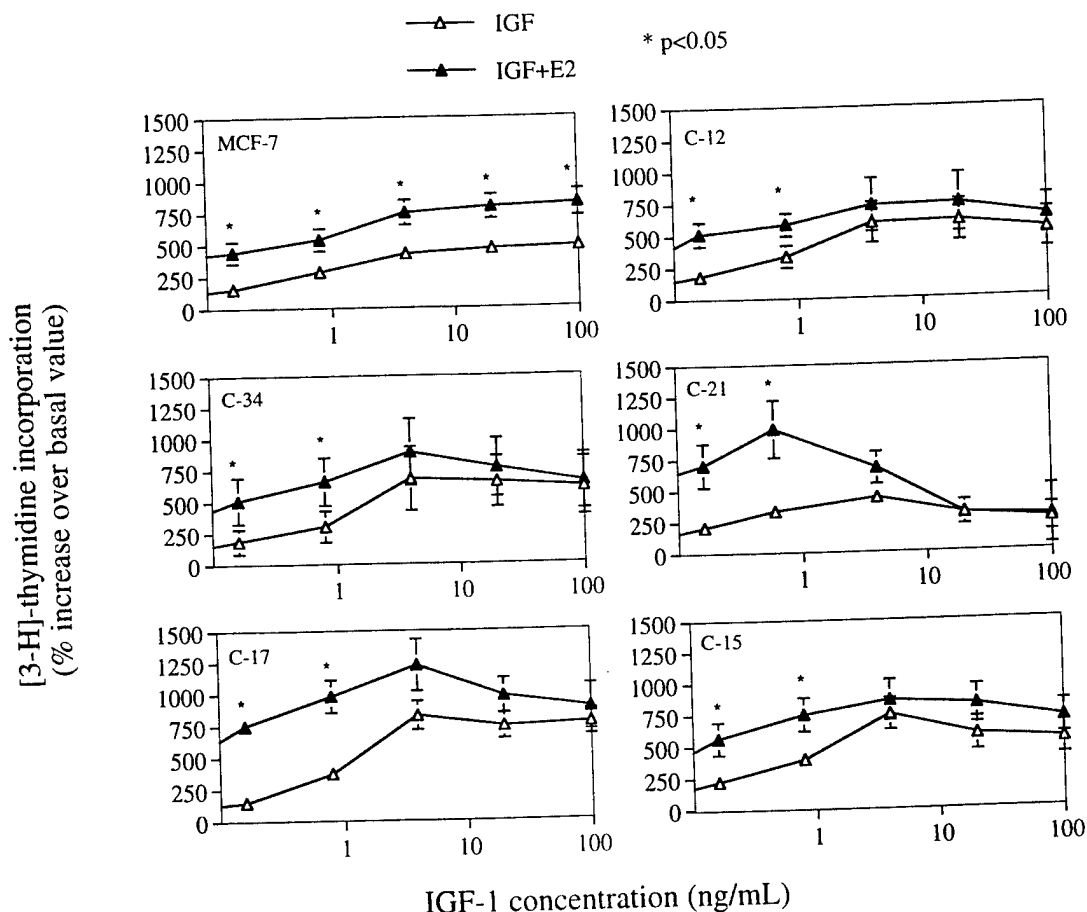 IGF
IGF+E2
* p<0.05
1500
1250
1000
750
500
250
0
MCF-7
* * * * *
1 10 100
1500
1250
1000
750
500
250
0
C-12
* *
1 10 100
1500
1250
1000
750
500
250
0
C-34
* *
1 10 100
1500
1250
1000
750
500
250
0
C-21
* *
1 10 100
1500
1250
1000
750
500
250
0
C-17
* *
1 10 100
1500
1250
1000
750
500
250
0
C-15
* *
1 10 100
[3-H]-thymidine incorporation
(% increase over basal value)
IGF-1 concentration (ng/mL)